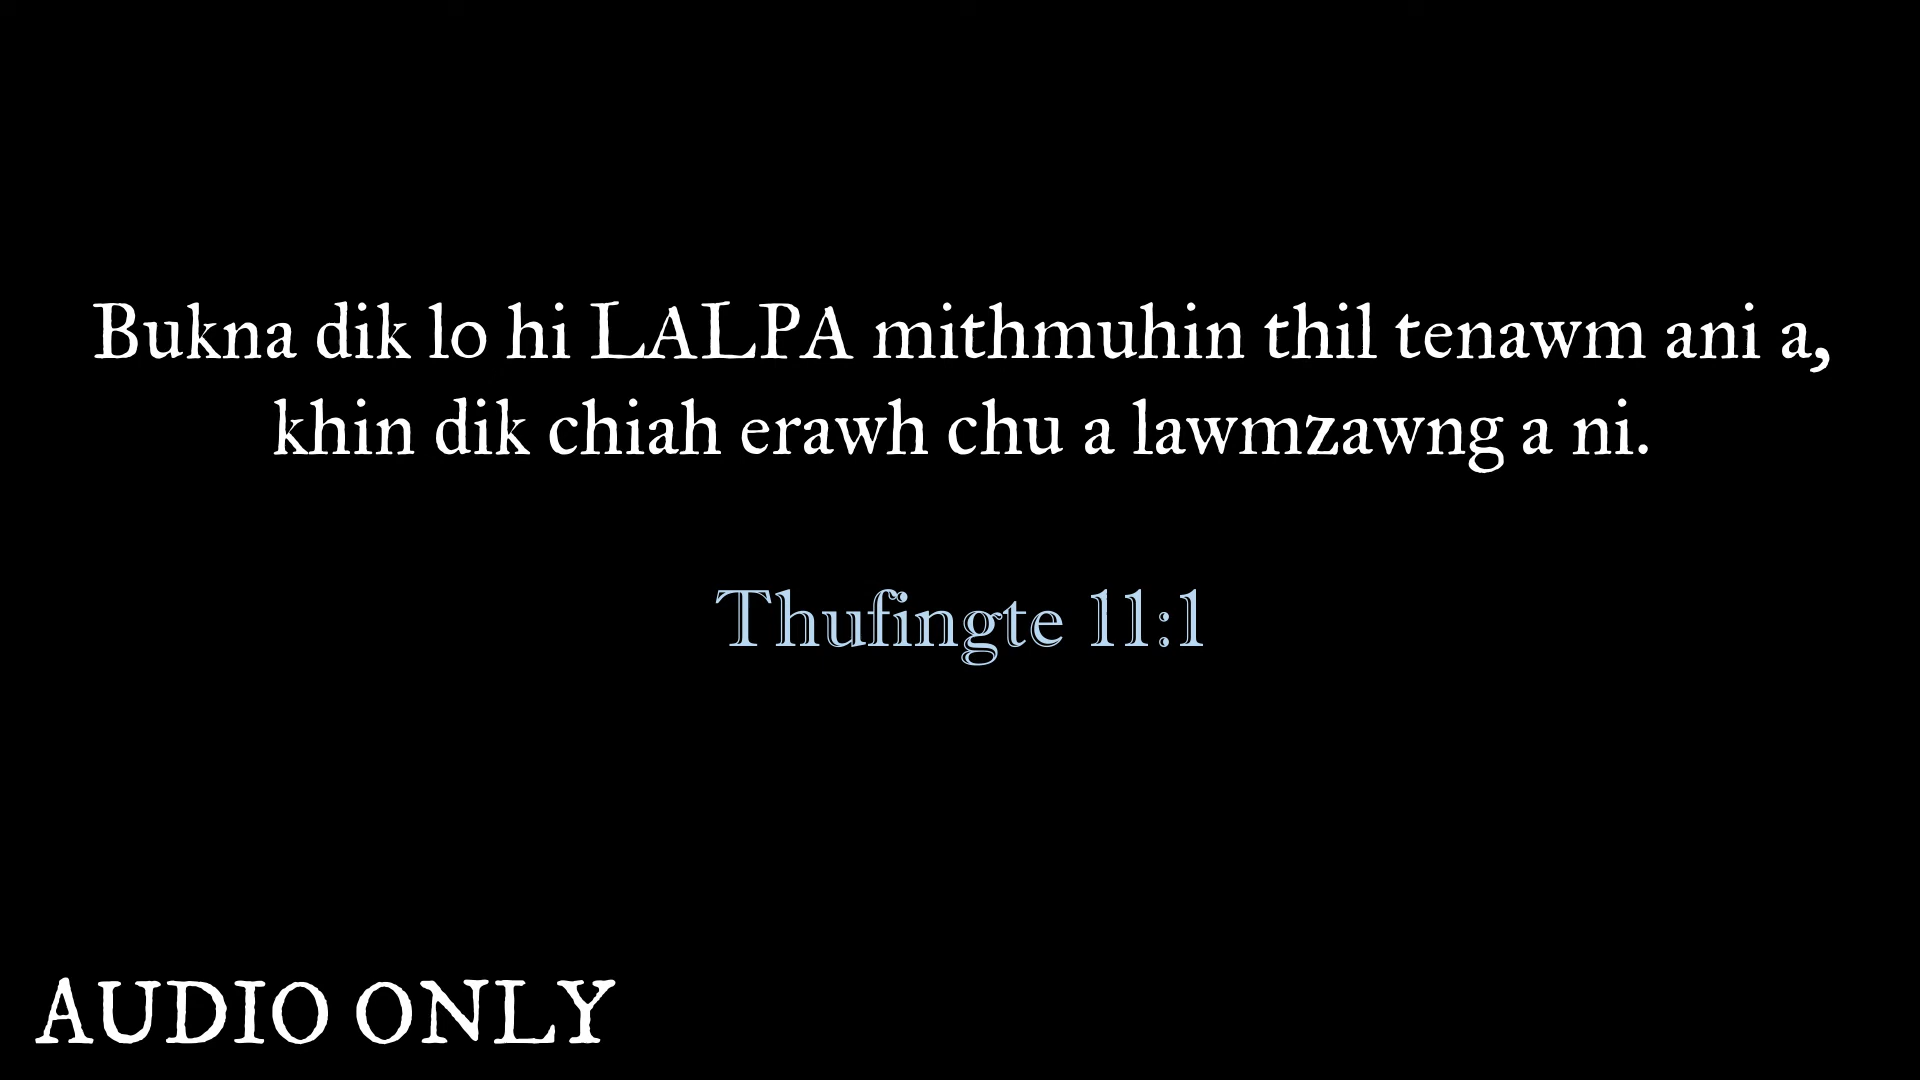 Bukna dik lo hi LALPA mithmuhin thil tenawm ani a,
khin dik chiah erawh chu a lawmzawng a ni.
Thufingte 11:1
AUDIO ONLY